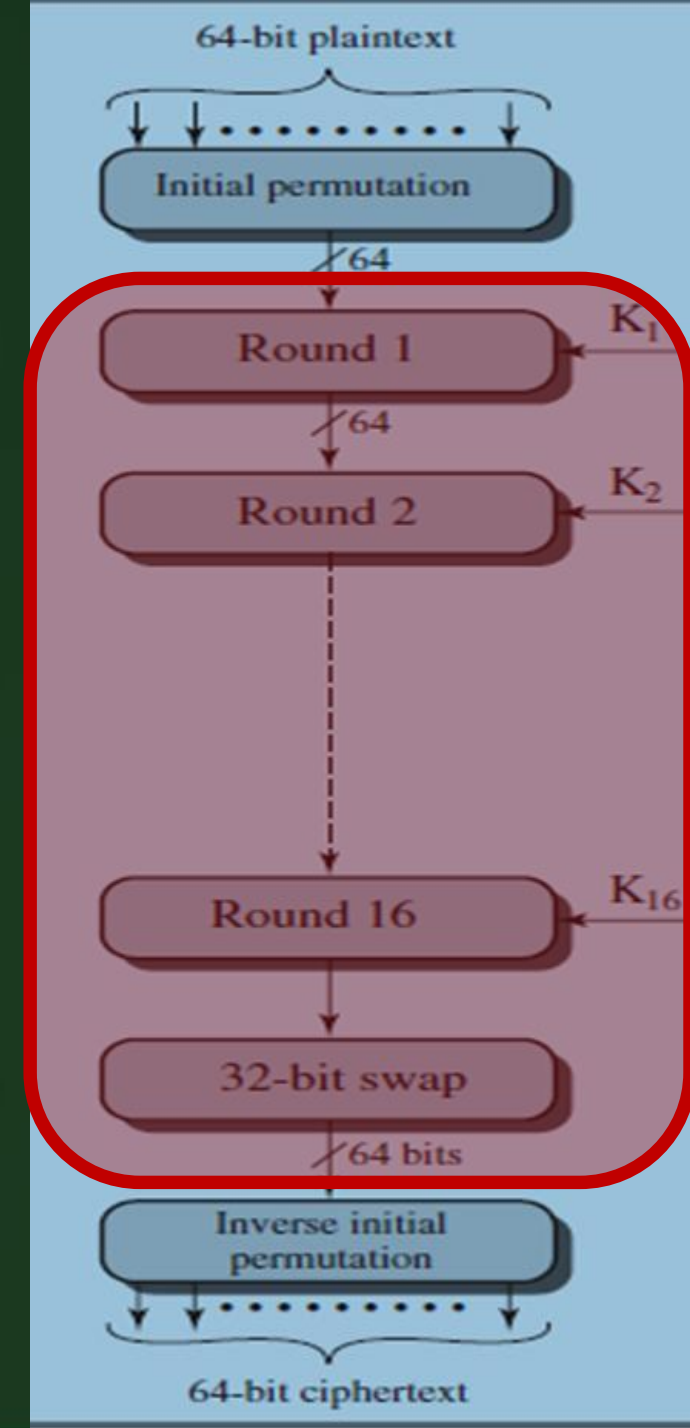 64-bit plaintext
Initial permutation
64
K₁
Round 1
64
K₂
Round 2
K₁₆
Round 16
32-bit swap
64 bits
Inverse initial
permutation
64-bit ciphertext